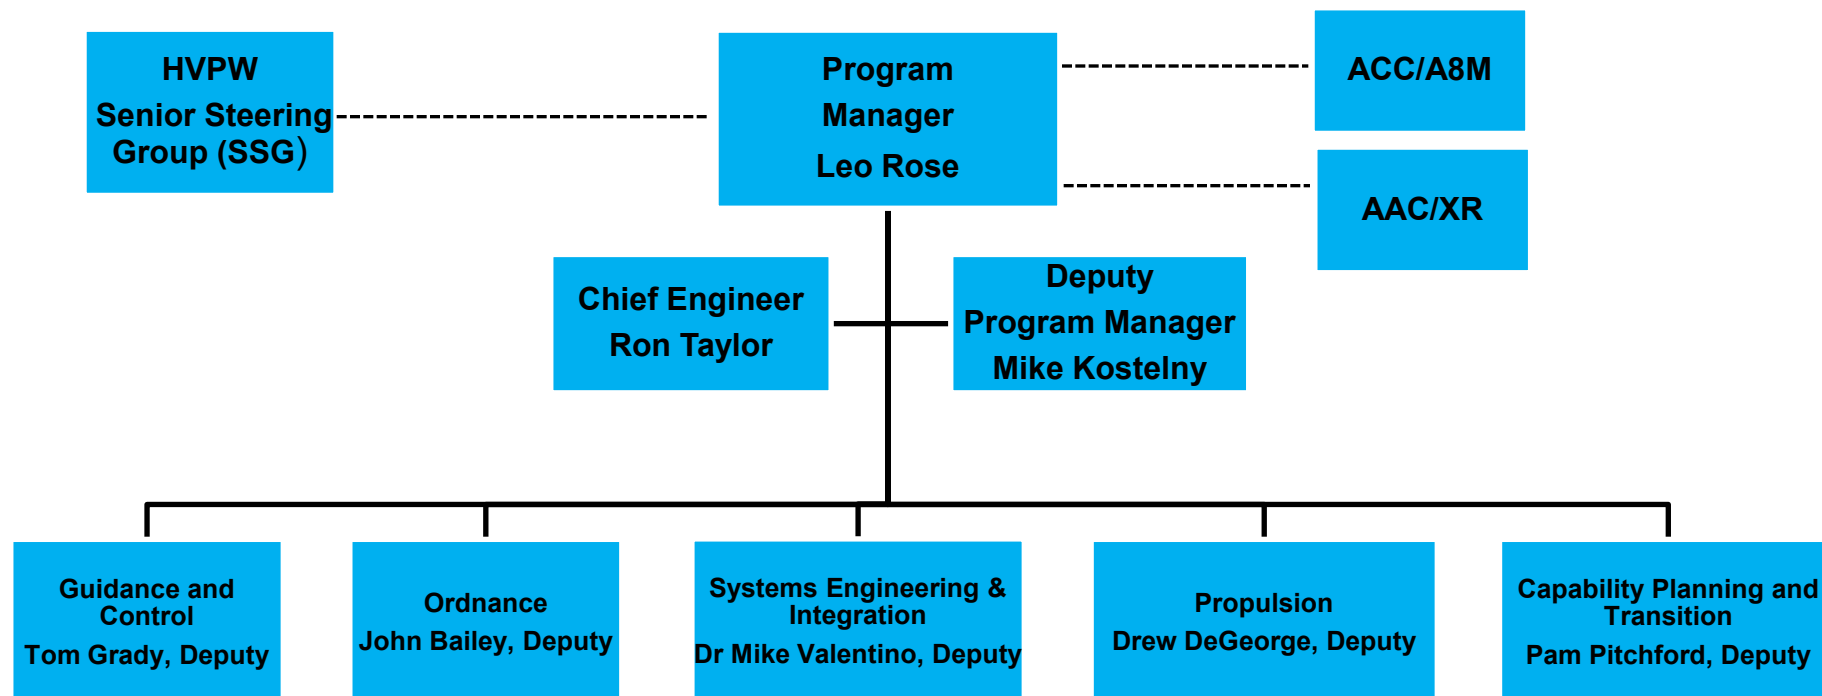 HVPW
Senior Steering
Group (SSG)
Program
Manager
Leo Rose
ACC/A8M
AAC/XR
Chief Engineer
Ron Taylor
Deputy
Program Manager
Mike Kostelny
Guidance and
Control
Tom Grady, Deputy
Ordnance
John Bailey, Deputy
Systems Engineering &
Integration
Dr Mike Valentino, Deputy
Propulsion
Drew DeGeorge, Deputy
Capability Planning and
Transition
Pam Pitchford, Deputy